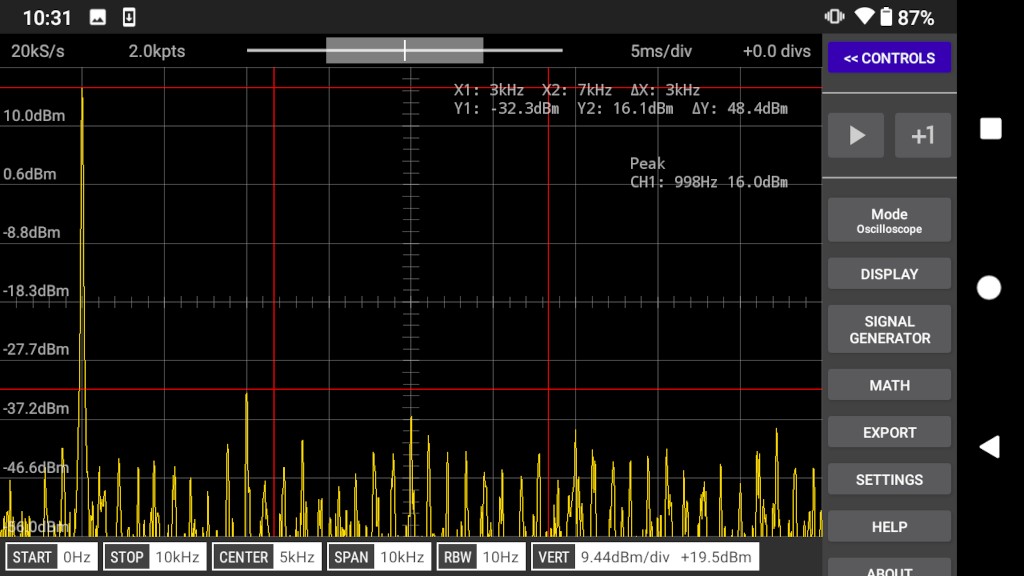 10:31
87%
20kS/s 2.0kpts 5ms/div +0.0 divs
<< CONTROLS
X1: 3kHz X2: 7kHz ΔX: 3kHz
Y1: -32.3dBm Y2: 16.1dBm ΔY: 48.4dBm
Peak
CH1: 998Hz 16.0dBm
10.0dBm
0.6dBm
-8.8dBm
-18.3dBm
-27.7dBm
-37.2dBm
-46.6dBm
-56.0dBm
+1
Mode
Oscilloscope
DISPLAY
SIGNAL
GENERATOR
MATH
EXPORT
SETTINGS
HELP
ABOUT
START 0Hz STOP 10kHz CENTER 5kHz SPAN 10kHz RBW 10Hz VERT 9.44dBm/div +19.5dBm